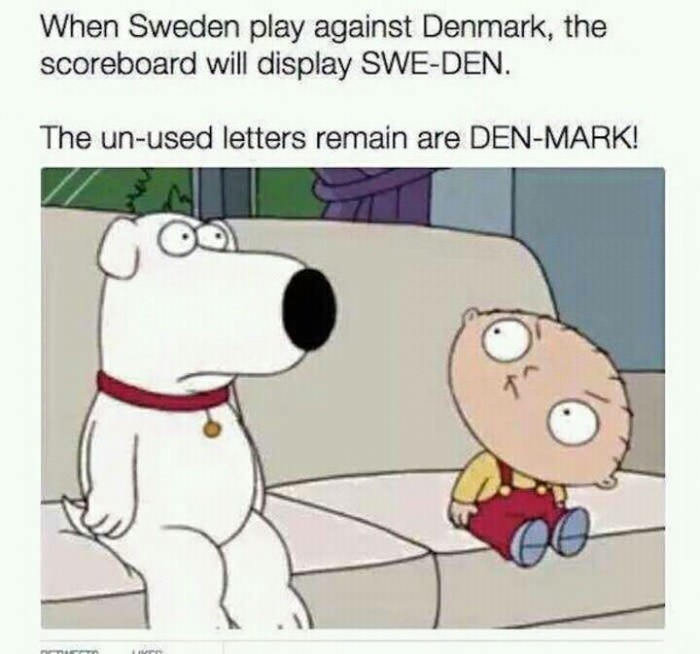 When Sweden play against Denmark, the
scoreboard will display SWE-DEN.
The un-used letters remain are DEN-MARK!